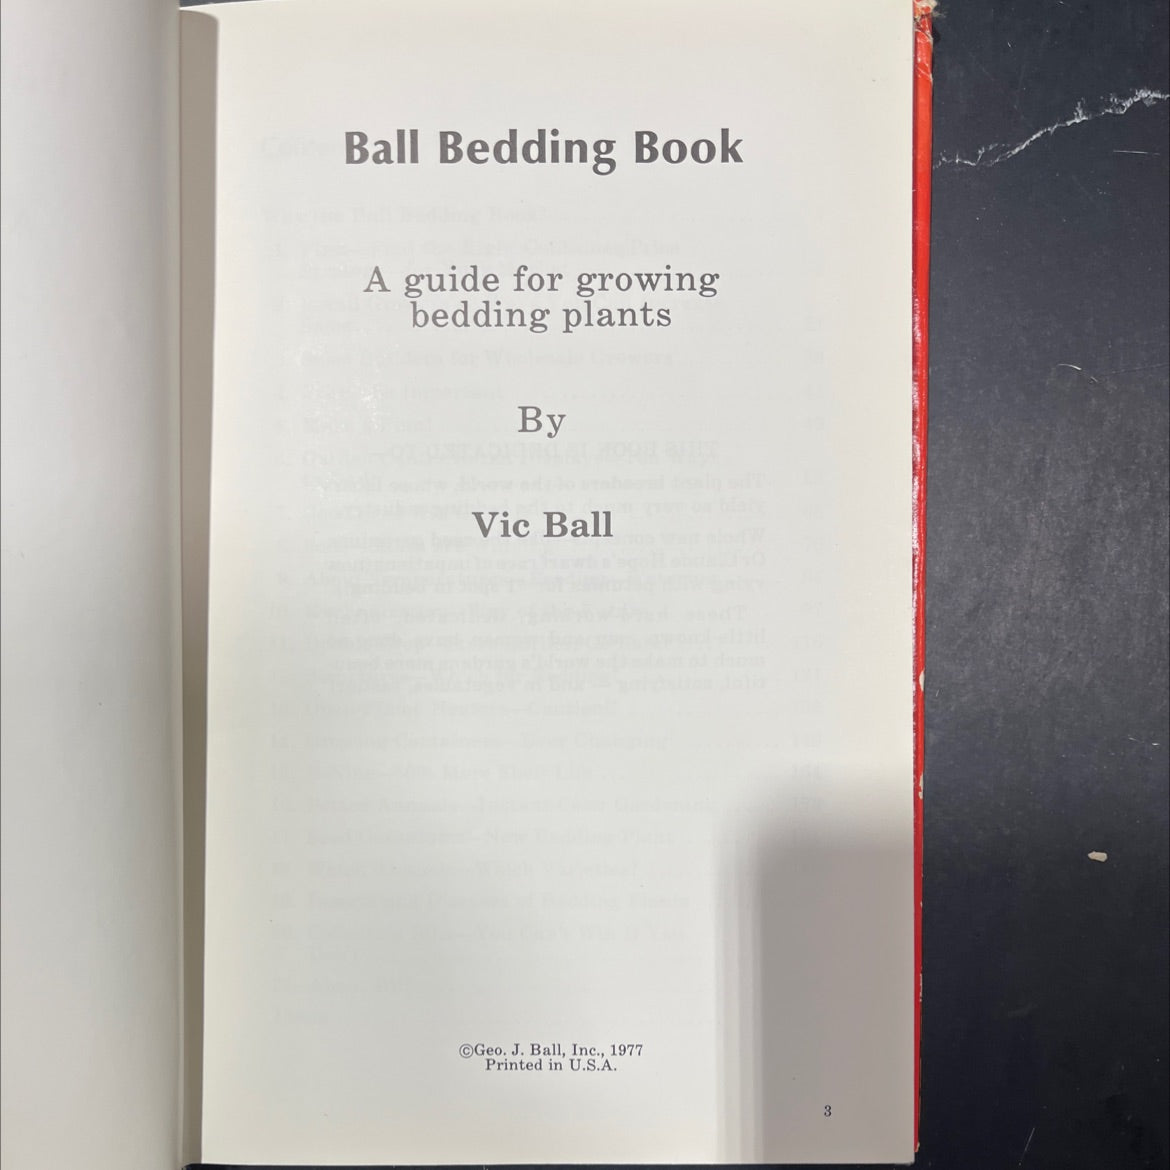 Ball Bedding Book
A guide for growing
bedding plants
By
Vic Ball
©Geo. J. Ball, Inc., 1977
Printed in U.S.A.
3